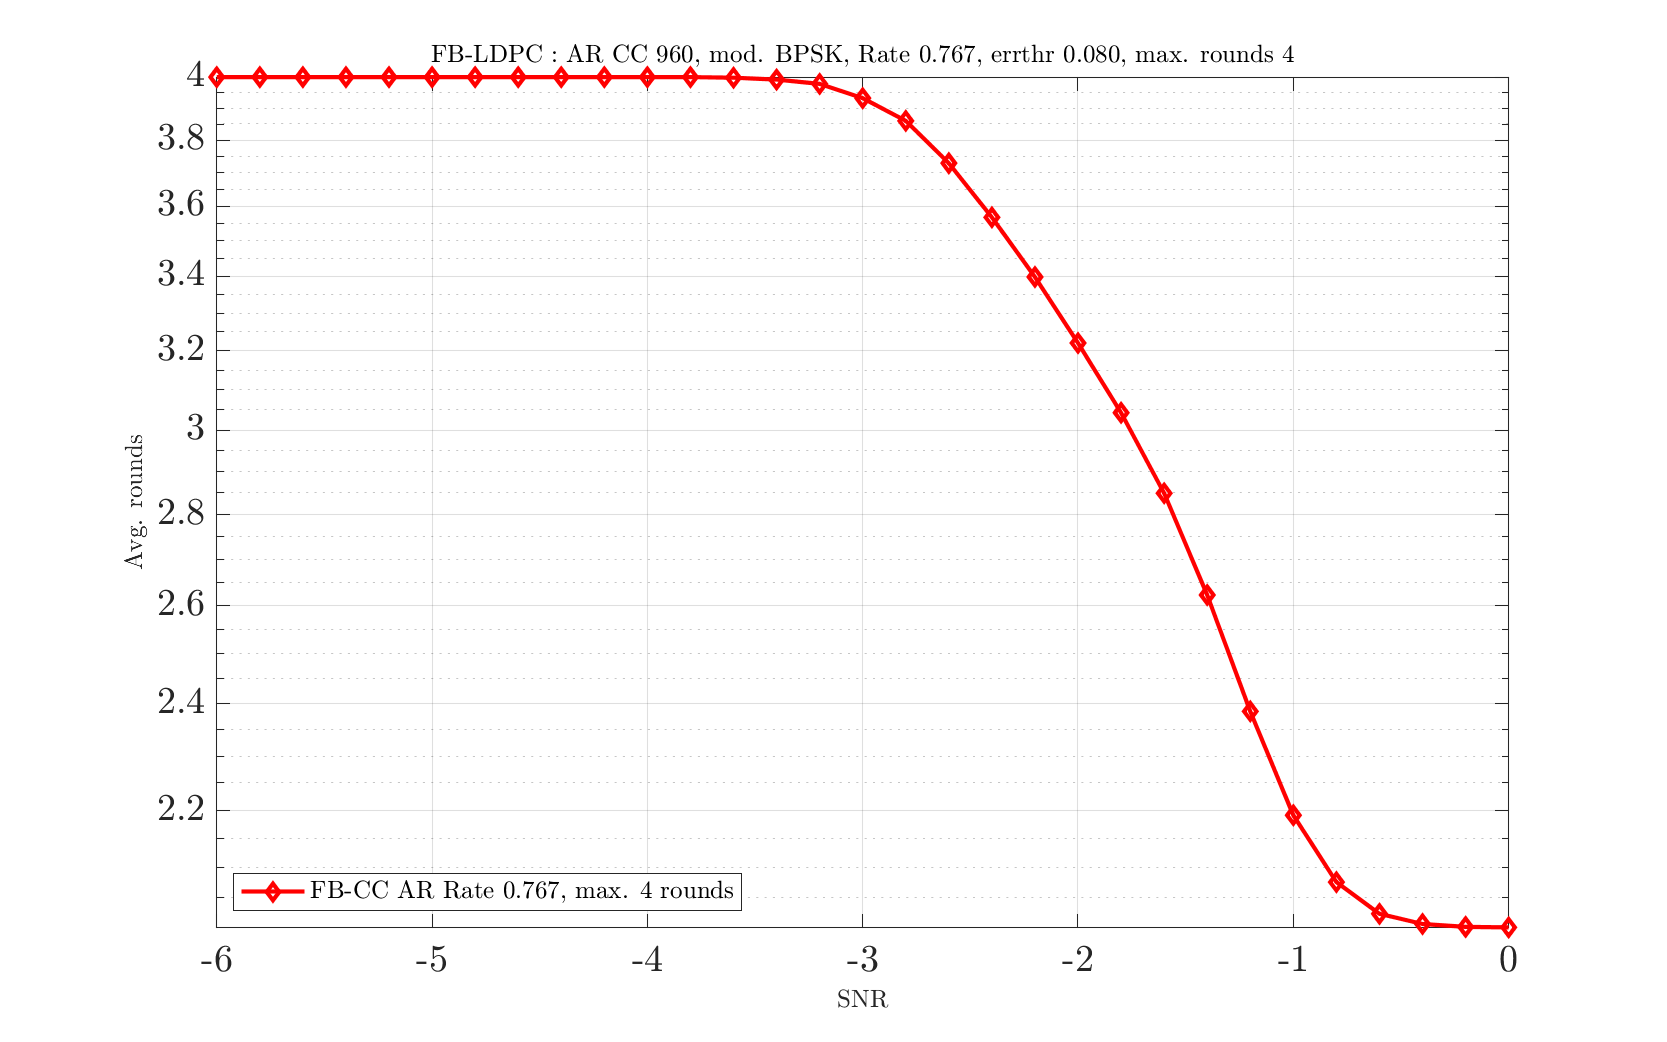 FB-LDPC : AR CC 960, mod. BPSK, Rate 0.767, errthr 0.080, max. rounds 4
4
3.8
3.6
3.4
3.2
3
2.8
2.6
2.4
2.2
Avg. rounds
FB-CC AR Rate 0.767, max. 4 rounds
-6 -5 -4 -3 -2 -1 0
SNR